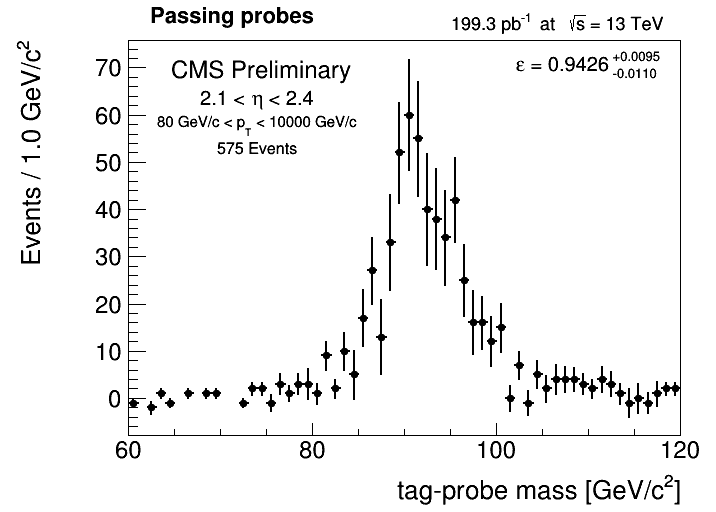 Passing probes
199.3 pb⁻¹ at √s = 13 TeV
CMS Preliminary
ε = 0.9426 +0.0095 -0.0110
2.1 < η < 2.4
80 GeV/c < p_T < 10000 GeV/c
575 Events
Events / 1.0 GeV/c²
70
60
50
40
30
20
10
0
60 80 100 120
tag-probe mass [GeV/c²]